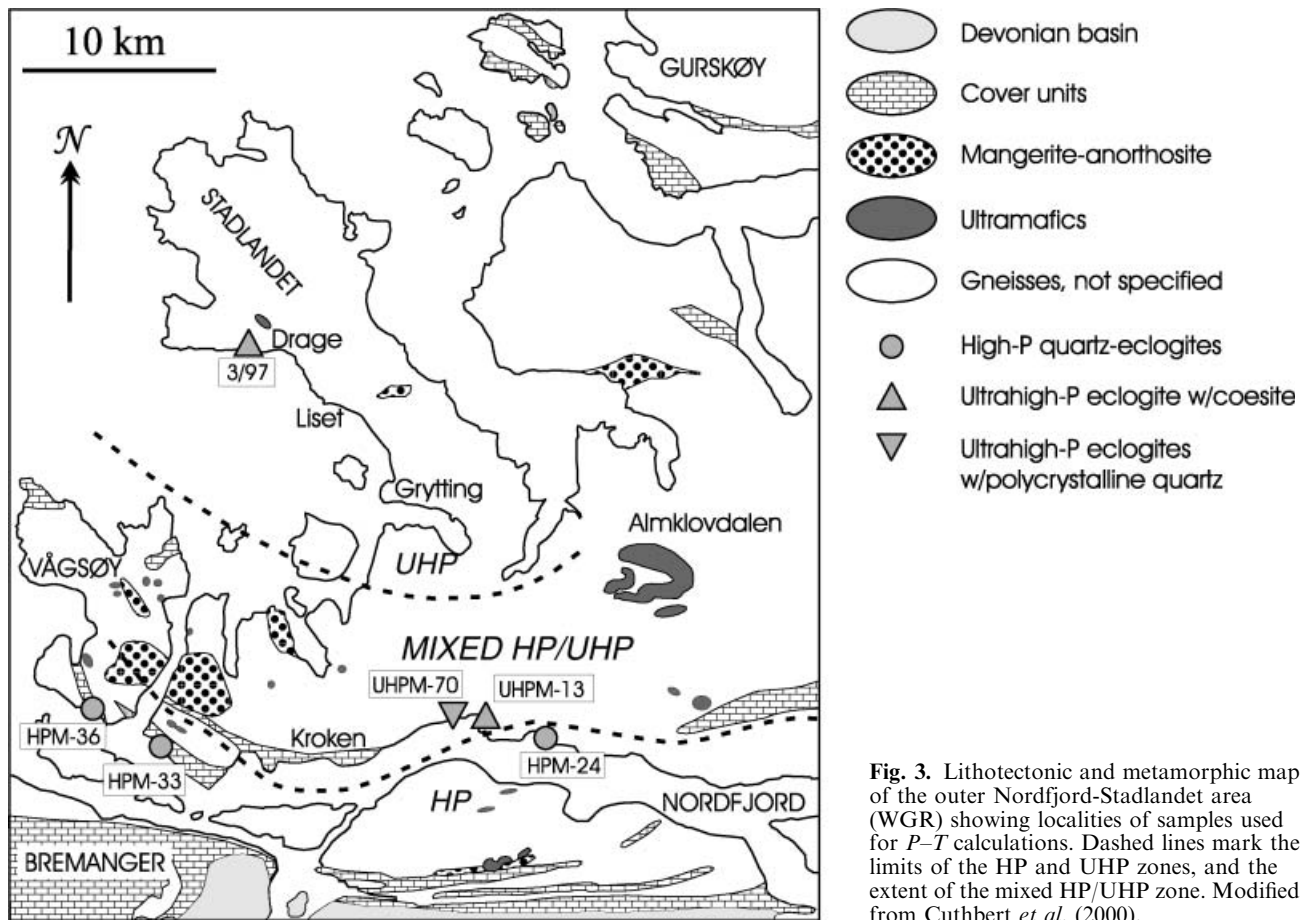 10 km
N
GURSKØY
STADLANDET
Drage
3/97
Liset
Grytting
Almklovdalen
VÅGSØY
UHP
MIXED HP/UHP
UHPM-70
UHPM-13
HPM-36
Kroken
HPM-33
HPM-24
HP
NORDFJORD
BREMANGER
Devonian basin
Cover units
Mangerite-anorthosite
Ultramafics
Gneisses, not specified
High-P quartz-eclogites
Ultrahigh-P eclogite w/coesite
Ultrahigh-P eclogites
w/polycrystalline quartz
Fig. 3. Lithotectonic and metamorphic map
of the outer Nordfjord-Stadlandet area
(WGR) showing localities of samples used
for P–T calculations. Dashed lines mark the
limits of the HP and UHP zones, and the
extent of the mixed HP/UHP zone. Modified
from Cuthbert et al. (2000).